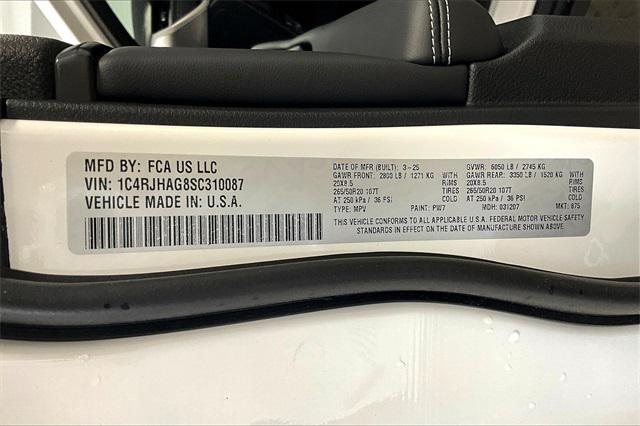 MFD BY: FCA US LLC
VIN: 1C4RJHAG8SC310087
VEHICLE MADE IN: U.S.A.
DATE OF MFR (BUILT): 3-25 GVWR: 6050 LB / 2745 KG
GAWR FRONT: 2800 LB / 1271 KG WITH GAWR REAR: 3350 LB / 1520 KG WITH
20X8.5 RIMS 20X8.5 RIMS
265/50R20 107T TIRES 265/50R20 107T TIRES
AT 250 kPa / 36 PSI COLD AT 250 kPa / 36 PSI COLD
TYPE: MPV PAINT: PW7 MDH: 031207 MKT: 875
THIS VEHICLE CONFORMS TO ALL APPLICABLE U.S.A. FEDERAL MOTOR VEHICLE SAFETY
STANDARDS IN EFFECT ON THE DATE OF MANUFACTURE SHOWN ABOVE.